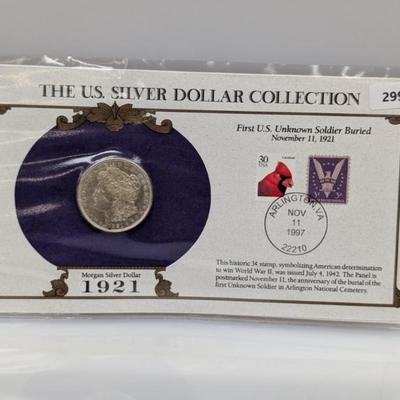 THE U.S. SILVER DOLLAR COLLECTION
299
First U.S. Unknown Soldier Buried
November 11, 1921
30
USA
Cardinal
ARLINGTON, VA
NOV
11
1997
22210
This historic 3¢ stamp, symbolizing American determination
to win World War II, was issued July 4, 1942. The Panel is
postmarked November 11, the anniversary of the burial of the
first Unknown Soldier in Arlington National Cemetery.
1921
Morgan Silver Dollar
1921